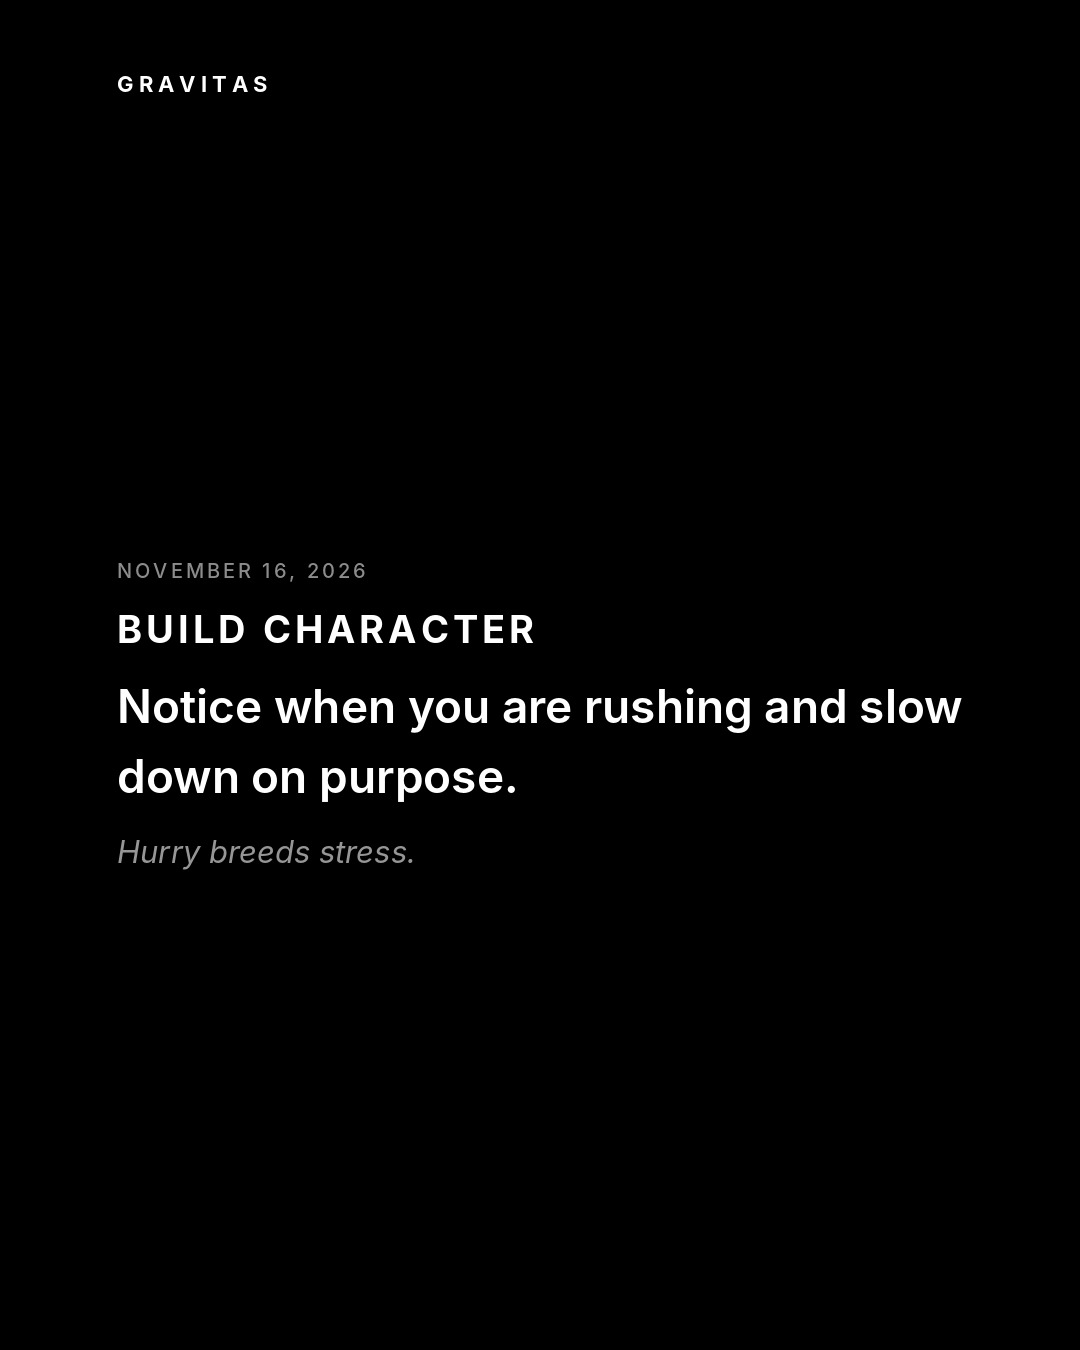 GRAVITAS
NOVEMBER 16, 2026
BUILD CHARACTER
Notice when you are rushing and slow
down on purpose.
Hurry breeds stress.